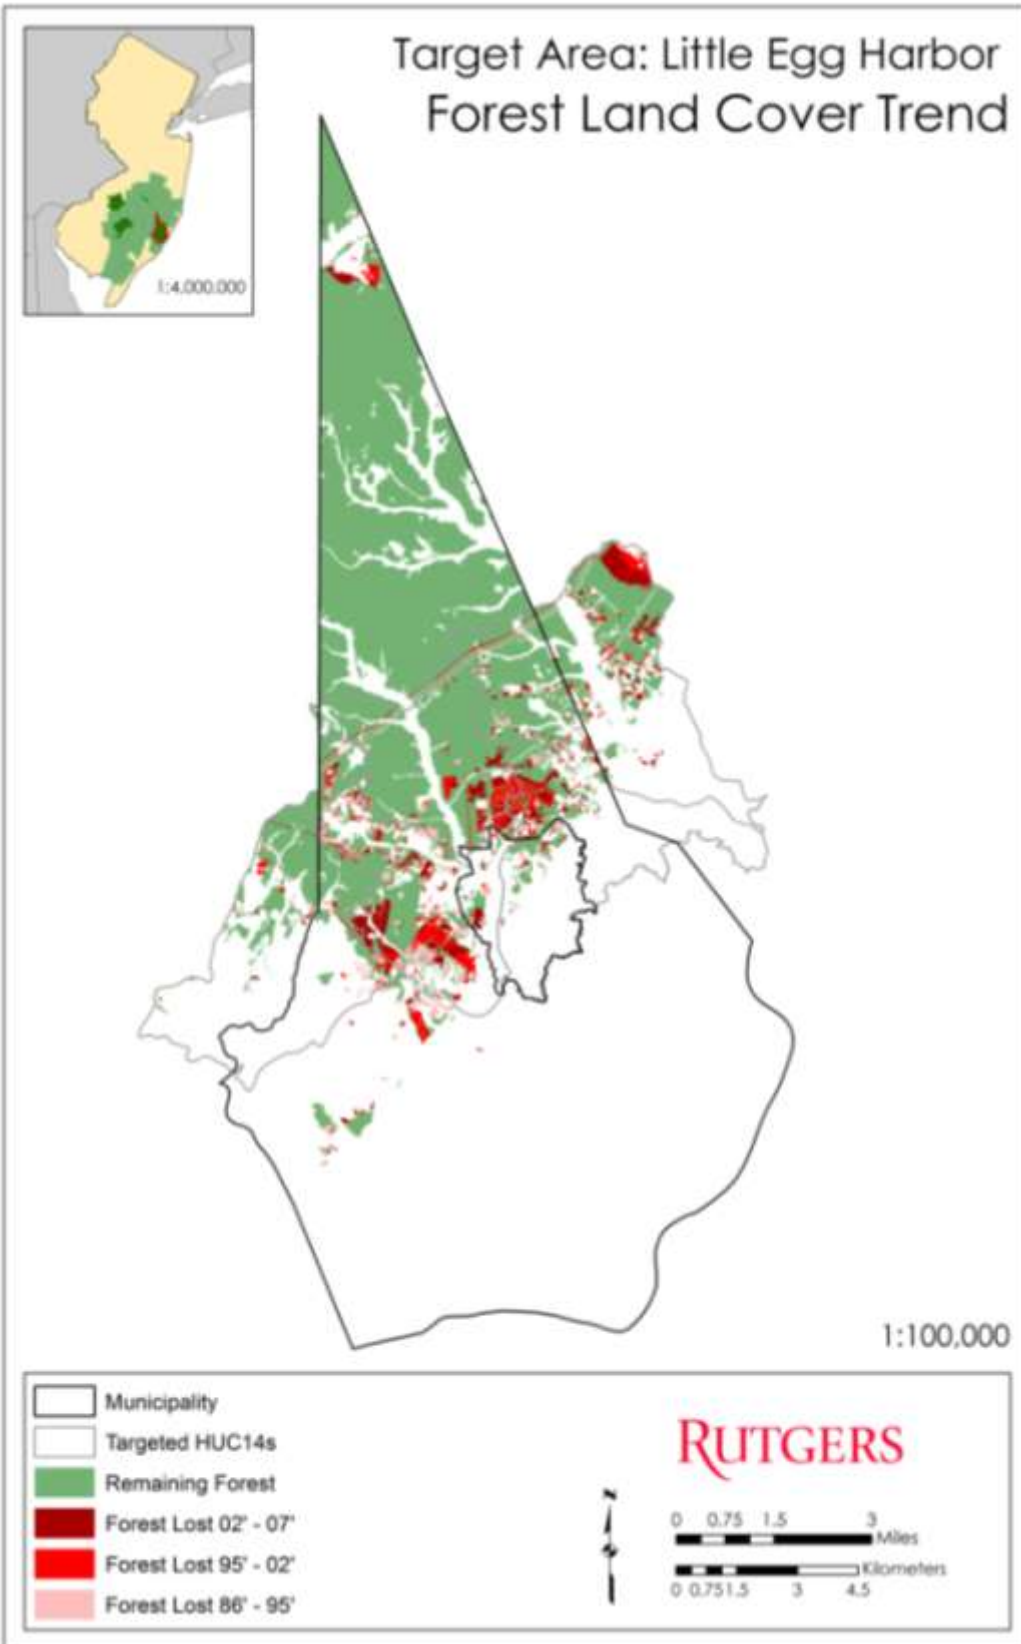 Target Area: Little Egg Harbor
Forest Land Cover Trend
1:4,000,000
1:100,000
Municipality
Targeted HUC14s
Remaining Forest
Forest Lost 02' - 07'
Forest Lost 95' - 02'
Forest Lost 86' - 95'
RUTGERS
N
0 0.75 1.5 3
Miles
Kilometers
0 0.75 1.5 3 4.5